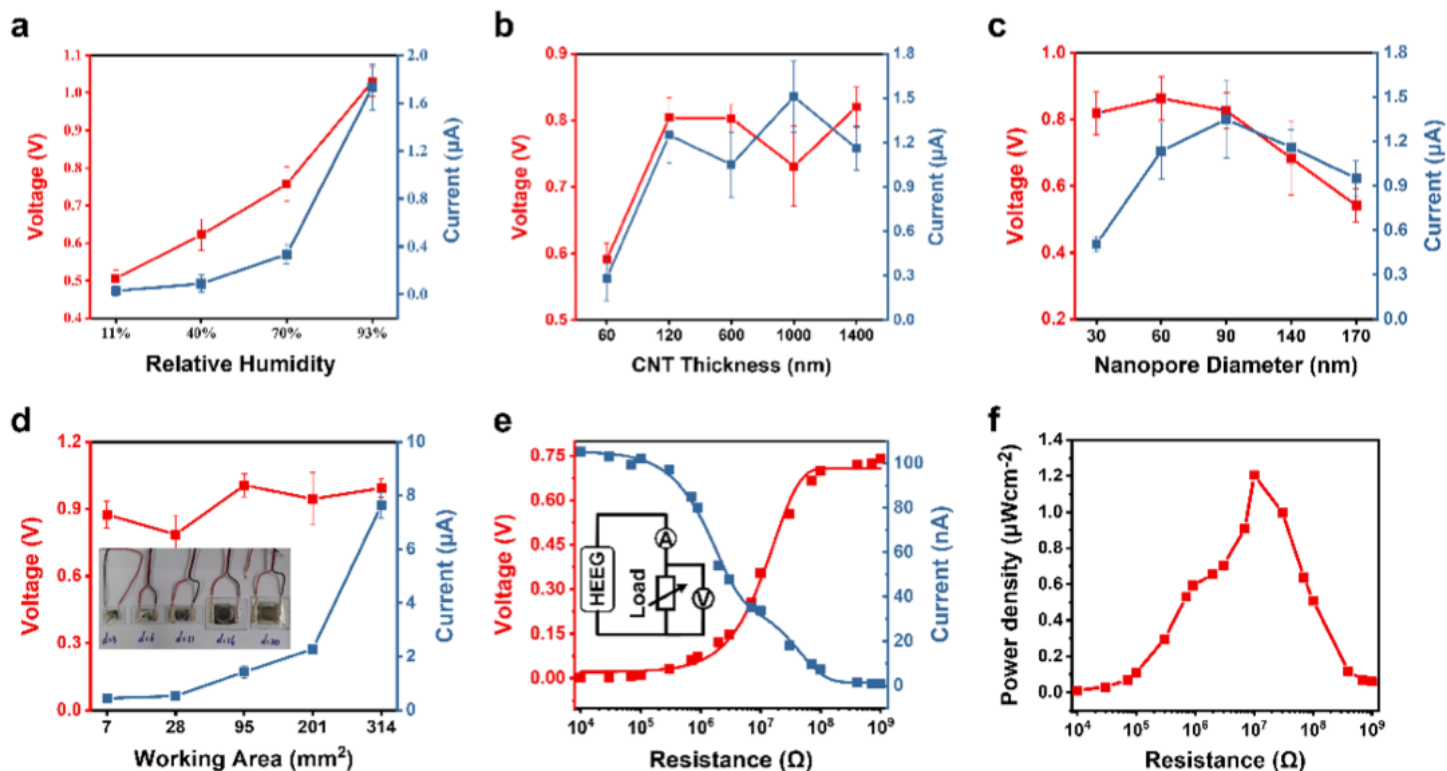 a
Voltage (V)
1.1
1.0
0.9
0.8
0.7
0.6
0.5
0.4
2.0
1.6
1.2
0.8
0.4
0.0
Current (μA)
11% 40% 70% 93%
Relative Humidity
b
Voltage (V)
0.9
0.8
0.7
0.6
0.5
1.8
1.5
1.2
0.9
0.6
0.3
0.0
Current (μA)
60 120 600 1000 1400
CNT Thickness (nm)
c
Voltage (V)
1.0
0.8
0.6
0.4
0.2
1.8
1.5
1.2
0.9
0.6
0.3
0.0
Current (μA)
30 60 90 140 170
Nanopore Diameter (nm)
d
Voltage (V)
1.2
0.9
0.6
0.3
0.0
10
8
6
4
2
0
Current (μA)
d=3 d=6 d=11 d=16 d=20
7 28 95 201 314
Working Area (mm²)
e
Voltage (V)
0.75
0.60
0.45
0.30
0.15
0.00
100
80
60
40
20
0
Current (nA)
HEEG
A
Load
V
10⁴ 10⁵ 10⁶ 10⁷ 10⁸ 10⁹
Resistance (Ω)
f
Power density (μWcm⁻²)
1.4
1.2
1.0
0.8
0.6
0.4
0.2
0.0
10⁴ 10⁵ 10⁶ 10⁷ 10⁸ 10⁹
Resistance (Ω)